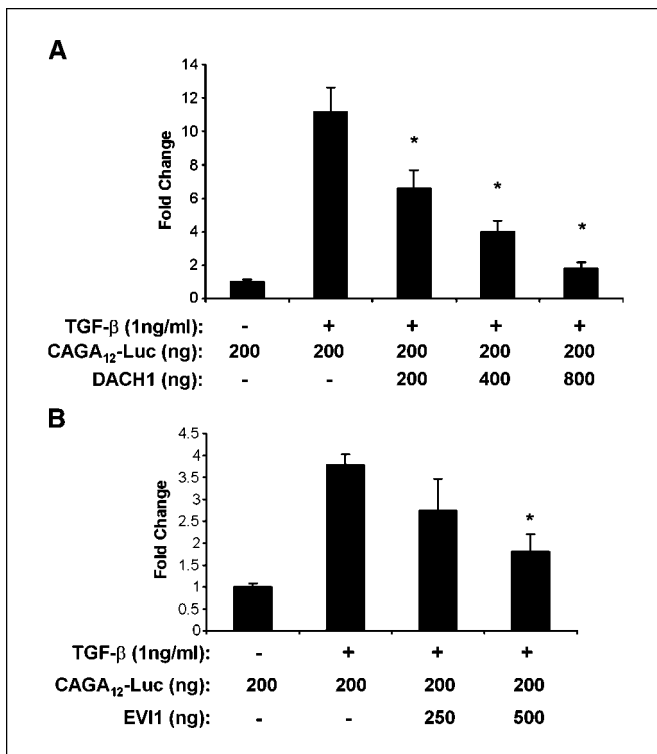 A
Fold Change
14
12
10
8
6
4
2
0
*
*
*
TGF-β (1ng/ml): - + + + +
CAGA12-Luc (ng): 200 200 200 200 200
DACH1 (ng): - - 200 400 800
B
Fold Change
4.5
4
3.5
3
2.5
2
1.5
1
0.5
0
*
TGF-β (1ng/ml): - + + +
CAGA12-Luc (ng): 200 200 200 200
EVI1 (ng): - - 250 500